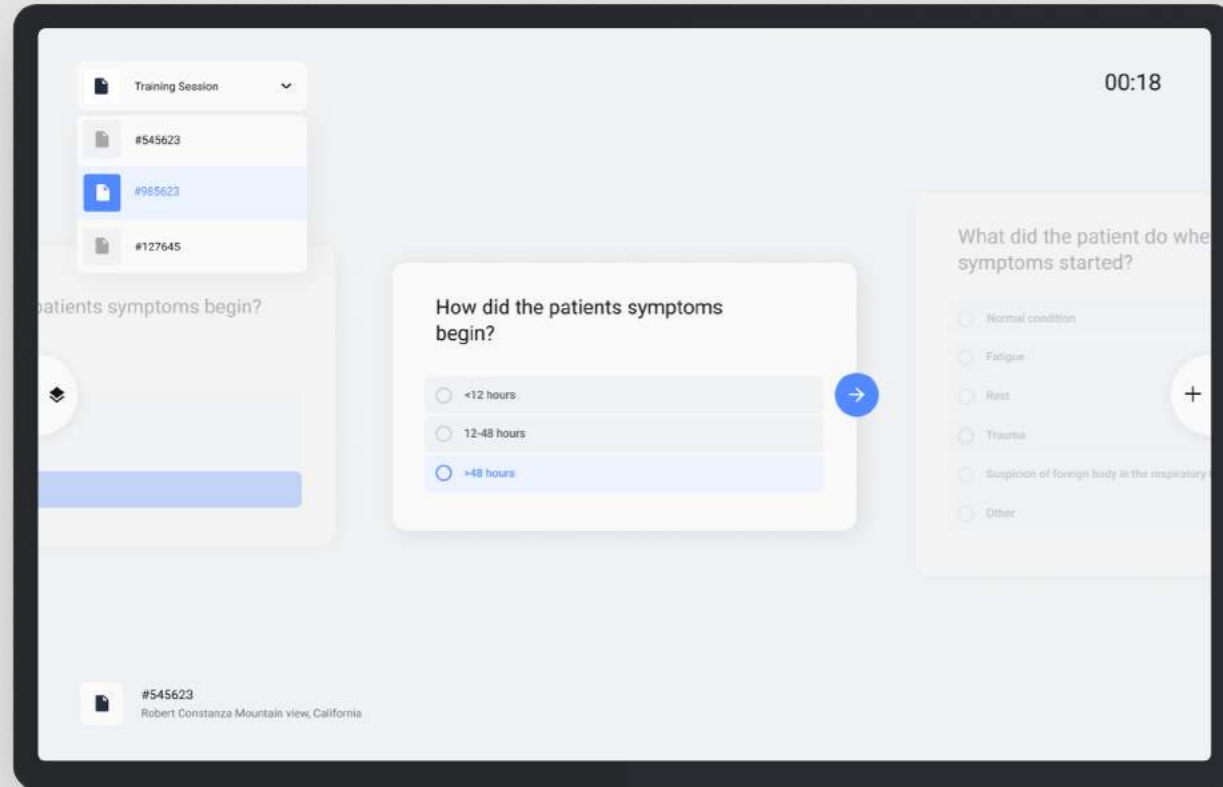 Training Session
00:18
#545623
#985623
#127645
patients symptoms begin?
How did the patients symptoms
begin?
<12 hours
12-48 hours
>48 hours
What did the patient do
symptoms started?
Normal condition
Fatigue
Rest
Trauma
Suspicion of foreign body in the respiratory
Other
#545623
Robert Constanza Mountain view, California